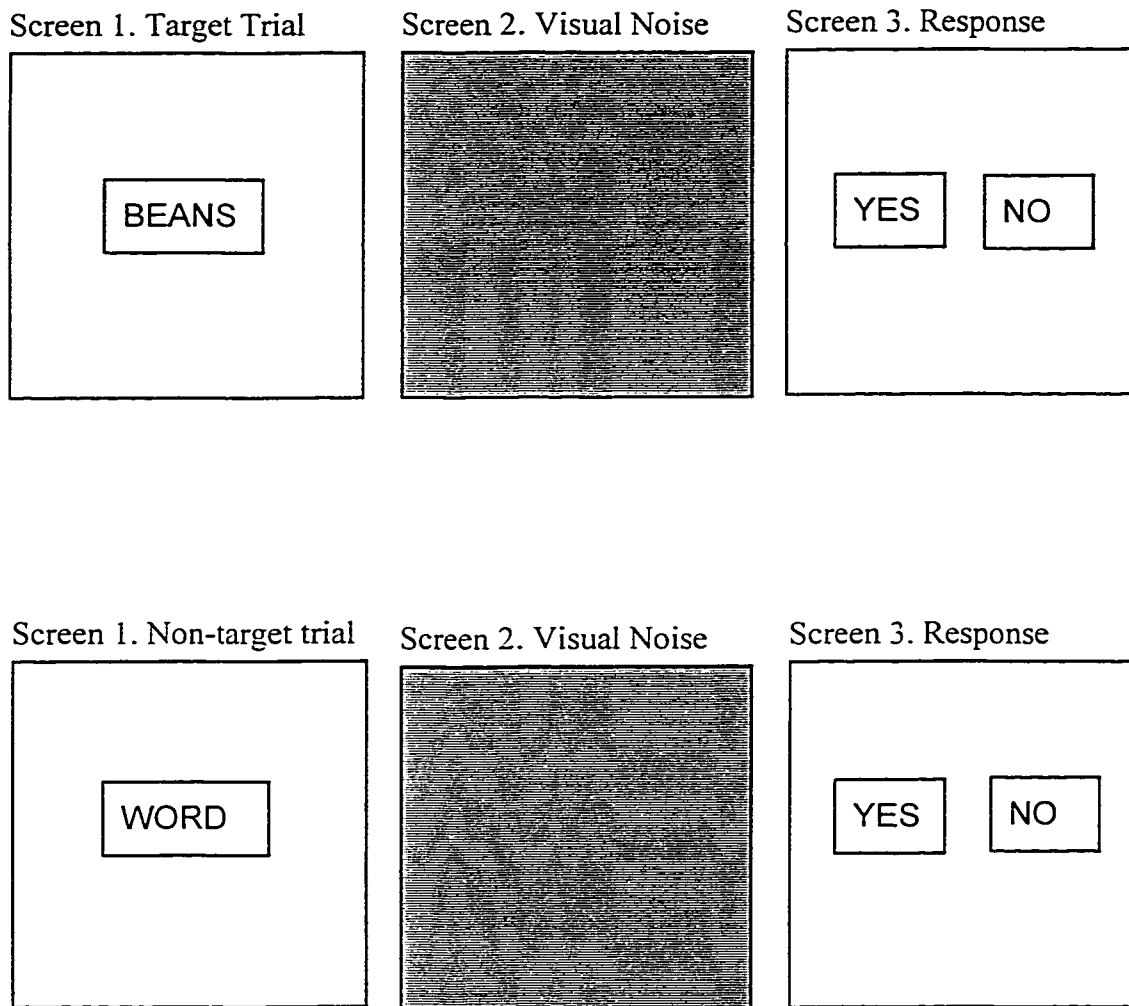 Screen 1. Target Trial
Screen 2. Visual Noise
Screen 3. Response
BEANS
YES
NO
Screen 1. Non-target trial
Screen 2. Visual Noise
Screen 3. Response
WORD
YES
NO